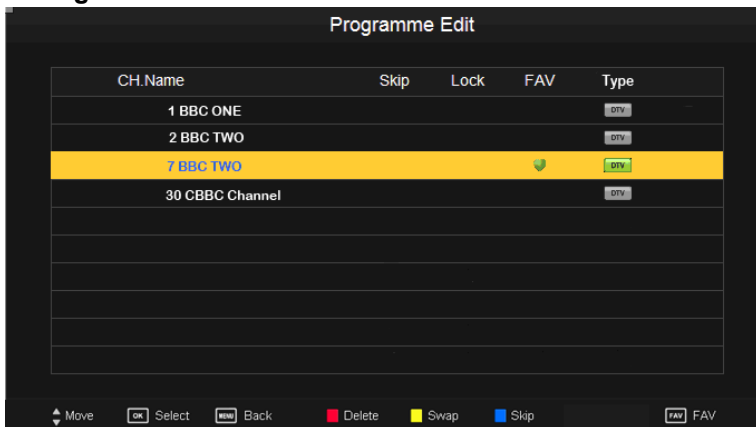 Programme Edit
CH.Name Skip Lock FAV Type
1 BBC ONE DTV
2 BBC TWO DTV
7 BBC TWO DTV
30 CBBC Channel DTV
Move OK Select MENU Back Delete Swap Skip FAV FAV